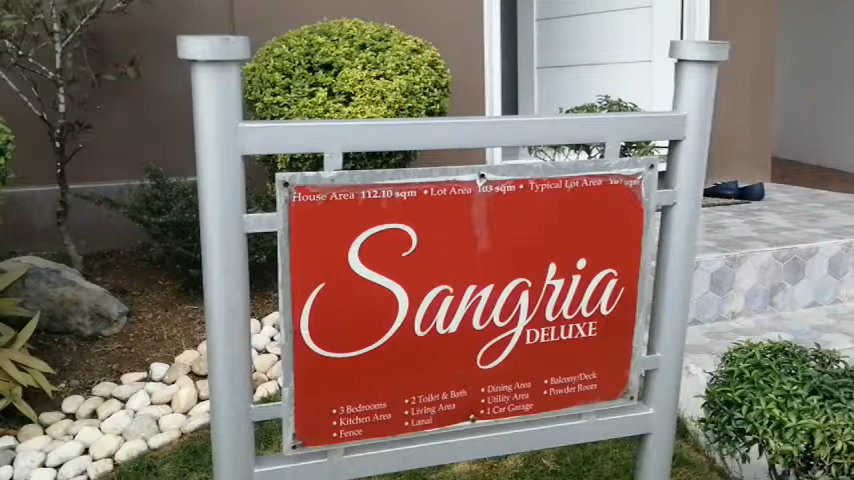 House Area 112.10 sqm • Lot Area 103 sqm • Typical Lot Area
Sangria
DELUXE
• 3 Bedrooms • 2 Toilet & Bath • Dining Area • Balcony/Deck
• Kitchen • Living Area • Utility Area • Powder Room
• Fence • Lanai • 1 Car Garage